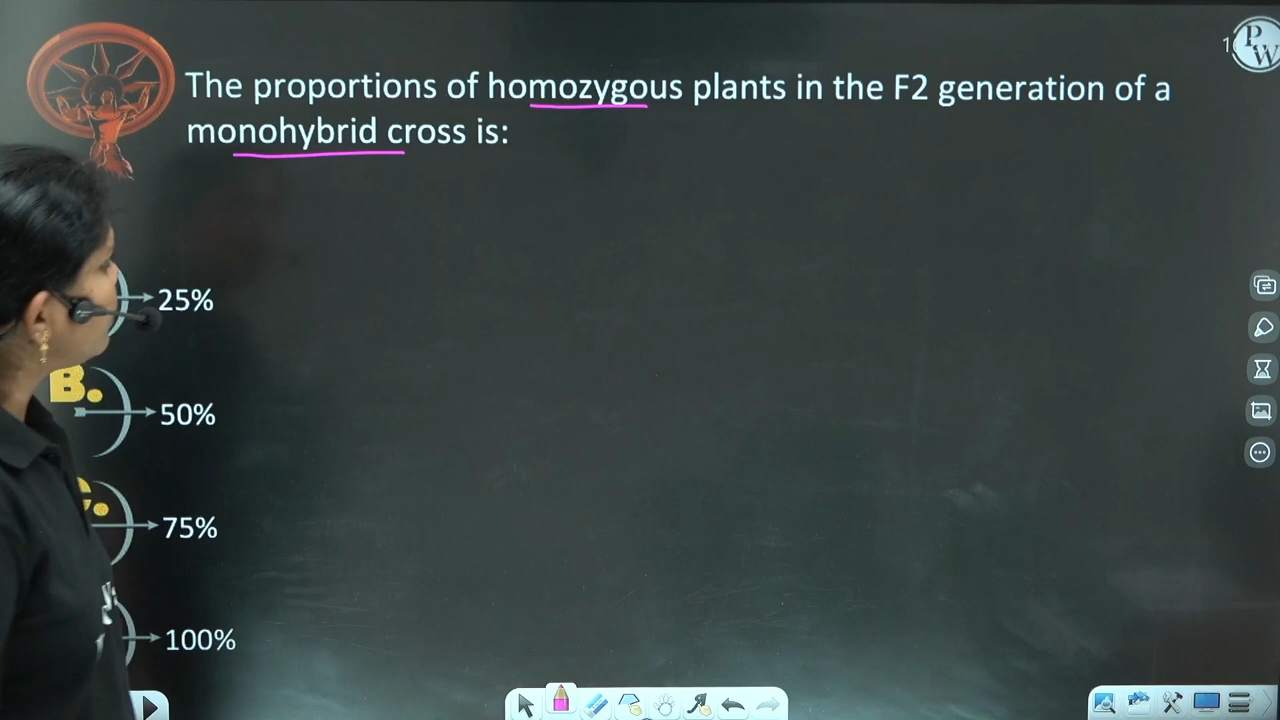 The proportions of homozygous plants in the F2 generation of a
monohybrid cross is:
25%
B. 50%
C. 75%
100%
P
W